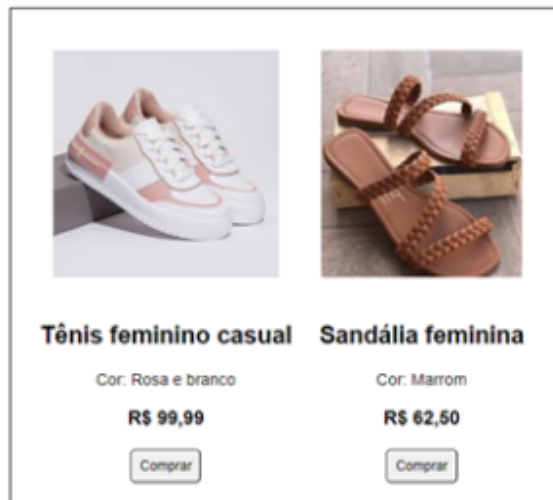 Tênis feminino casual
Cor: Rosa e branco
R$ 99,99
Comprar
Sandália feminina
Cor: Marrom
R$ 62,50
Comprar